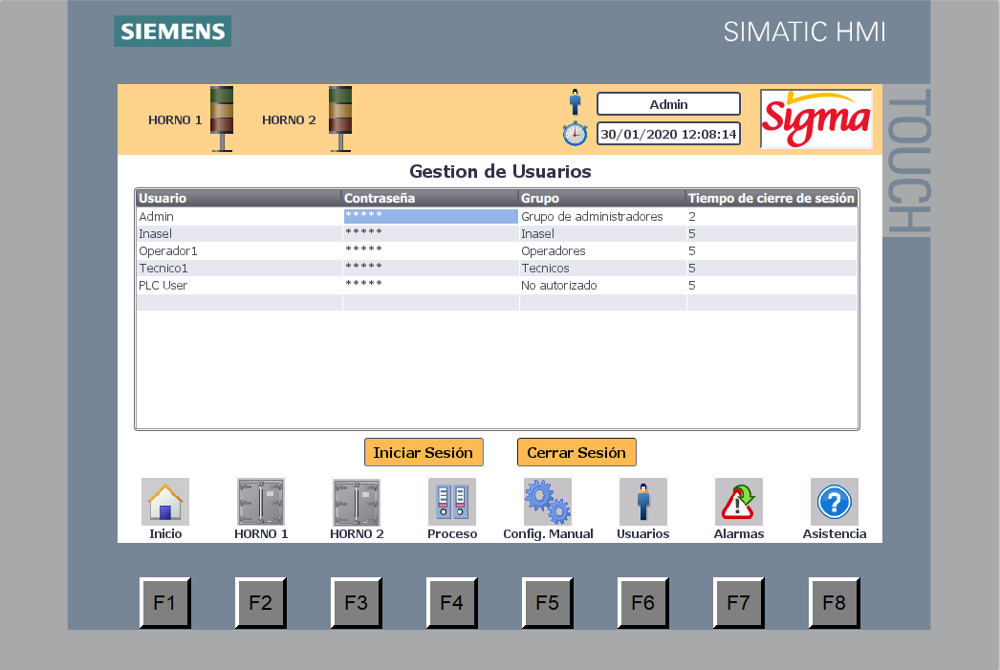 SIEMENS
SIMATIC HMI
TOUCH
HORNO 1
HORNO 2
Admin
30/01/2020 12:08:14
Sigma
Gestion de Usuarios
Usuario Contraseña Grupo Tiempo de cierre de sesión
Admin ***** Grupo de administradores 2
Inasel ***** Inasel 5
Operador1 ***** Operadores 5
Tecnico1 ***** Tecnicos 5
PLC User ***** No autorizado 5
Iniciar Sesión Cerrar Sesión
Inicio HORNO 1 HORNO 2 Proceso Config. Manual Usuarios Alarmas Asistencia
F1 F2 F3 F4 F5 F6 F7 F8